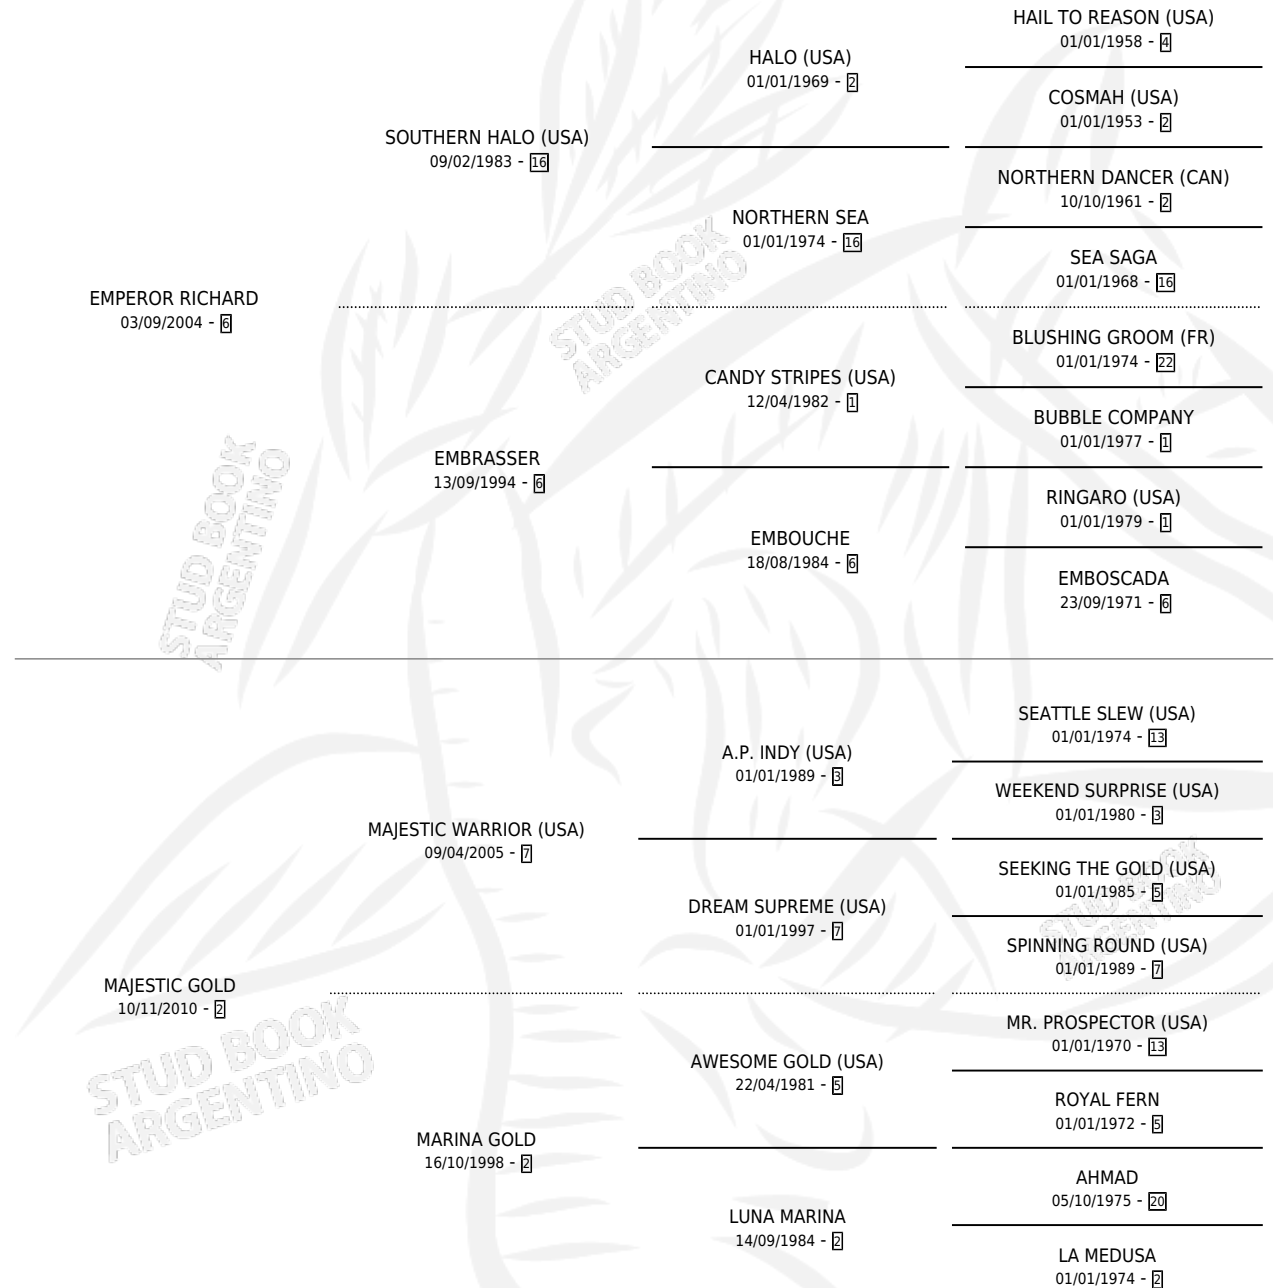 HAIL TO REASON (USA)
01/01/1958 - 4
HALO (USA)
01/01/1969 - 2
COSMAH (USA)
01/01/1953 - 2
SOUTHERN HALO (USA)
09/02/1983 - 16
NORTHERN DANCER (CAN)
10/10/1961 - 2
NORTHERN SEA
01/01/1974 - 16
SEA SAGA
01/01/1968 - 16
EMPEROR RICHARD
03/09/2004 - 6
STUD BOOK
ARGENTINO
BLUSHING GROOM (FR)
01/01/1974 - 22
CANDY STRIPES (USA)
12/04/1982 - 1
BUBBLE COMPANY
01/01/1977 - 1
EMBRASSER
13/09/1994 - 6
RINGARO (USA)
01/01/1979 - 1
EMBOUCHE
18/08/1984 - 6
EMBOSCADA
23/09/1971 - 6
STUD BOOK
ARGENTINO
SEATTLE SLEW (USA)
01/01/1974 - 13
A.P. INDY (USA)
01/01/1989 - 3
WEEKEND SURPRISE (USA)
01/01/1980 - 3
MAJESTIC WARRIOR (USA)
09/04/2005 - 7
SEEKING THE GOLD (USA)
01/01/1985 - 5
DREAM SUPREME (USA)
01/01/1997 - 7
STUD BOOK
ARGENTINO
SPINNING ROUND (USA)
01/01/1989 - 7
MAJESTIC GOLD
10/11/2010 - 2
MR. PROSPECTOR (USA)
01/01/1970 - 13
AWESOME GOLD (USA)
22/04/1981 - 5
STUD BOOK
ARGENTINO
ROYAL FERN
01/01/1972 - 5
MARINA GOLD
16/10/1998 - 2
AHMAD
05/10/1975 - 20
LUNA MARINA
14/09/1984 - 2
LA MEDUSA
01/01/1974 - 2